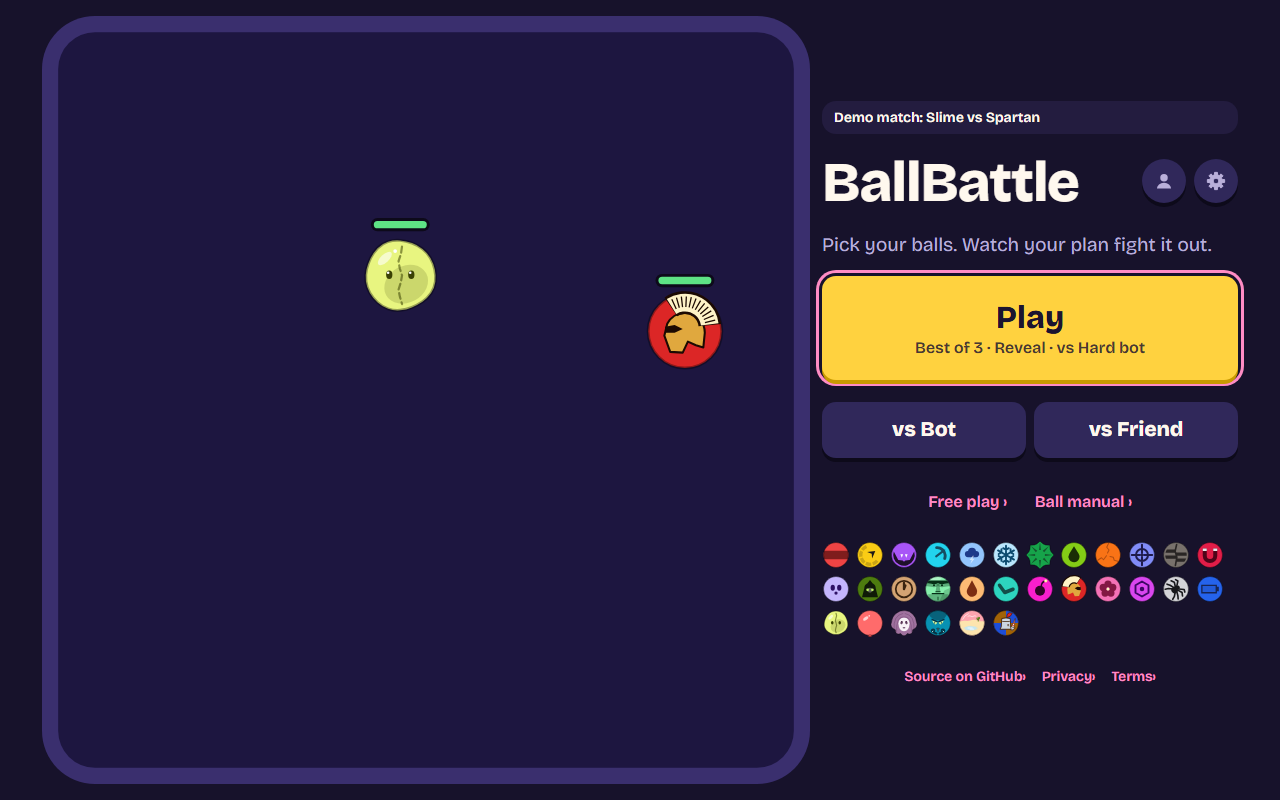 Demo match: Slime vs Spartan
BallBattle
Pick your balls. Watch your plan fight it out.
Play
Best of 3 · Reveal · vs Hard bot
vs Bot
vs Friend
Free play ›
Ball manual ›
Source on GitHub›
Privacy›
Terms›